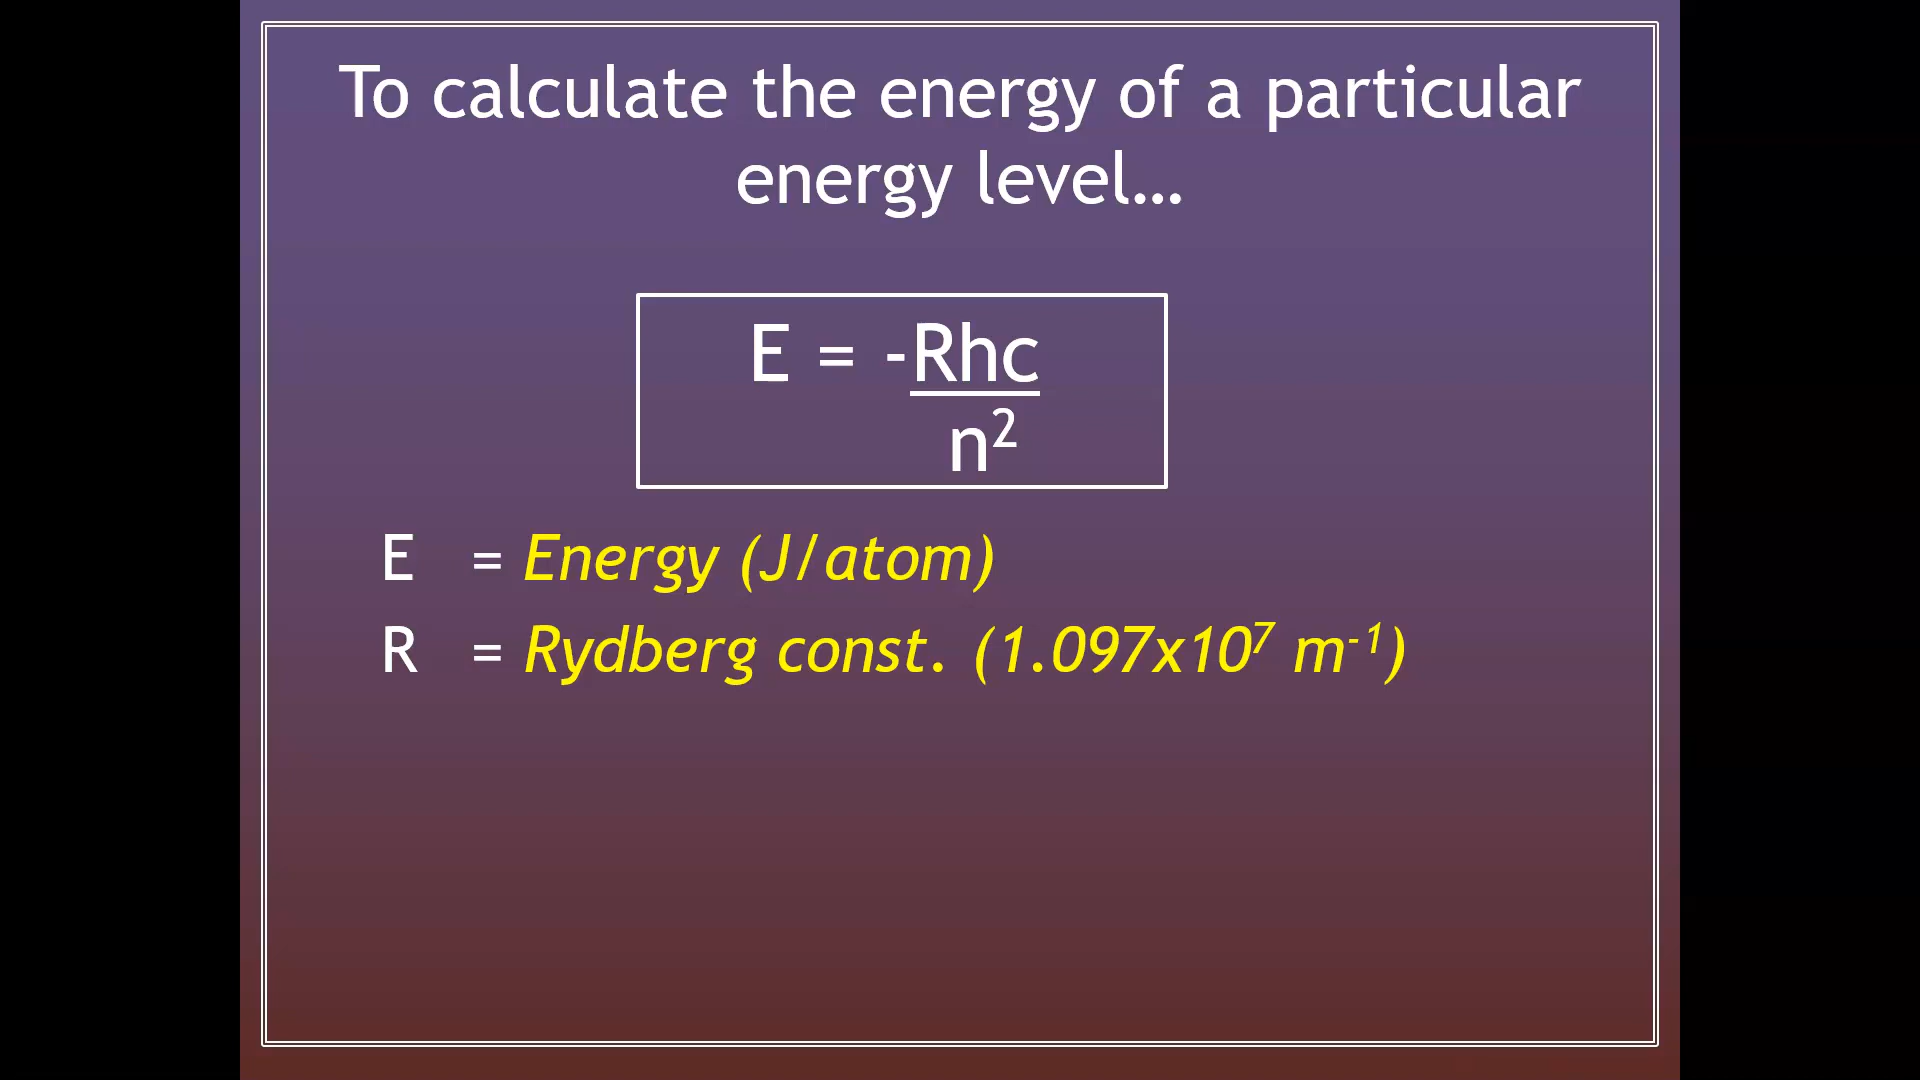 To calculate the energy of a particular
energy level…
E = -Rhc
n²
E = Energy (J/atom)
R = Rydberg const. (1.097x10⁷ m⁻¹)